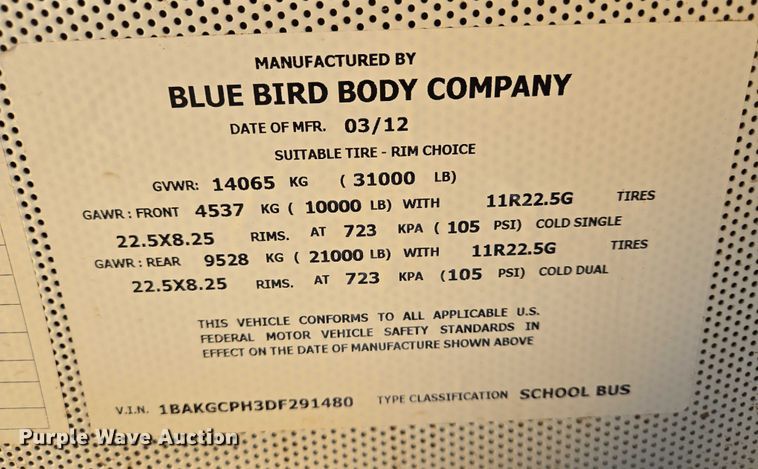 MANUFACTURED BY
BLUE BIRD BODY COMPANY
DATE OF MFR. 03/12
SUITABLE TIRE - RIM CHOICE
GVWR: 14065 KG ( 31000 LB)
GAWR : FRONT 4537 KG ( 10000 LB) WITH 11R22.5G TIRES
22.5X8.25 RIMS. AT 723 KPA ( 105 PSI) COLD SINGLE
GAWR : REAR 9528 KG ( 21000 LB) WITH 11R22.5G TIRES
22.5X8.25 RIMS. AT 723 KPA (105 PSI) COLD DUAL
THIS VEHICLE CONFORMS TO ALL APPLICABLE U.S.
FEDERAL MOTOR VEHICLE SAFETY STANDARDS IN
EFFECT ON THE DATE OF MANUFACTURE SHOWN ABOVE
V.I.N. 1BAKGCPH3DF291480 TYPE CLASSIFICATION SCHOOL BUS
Purple Wave Auction